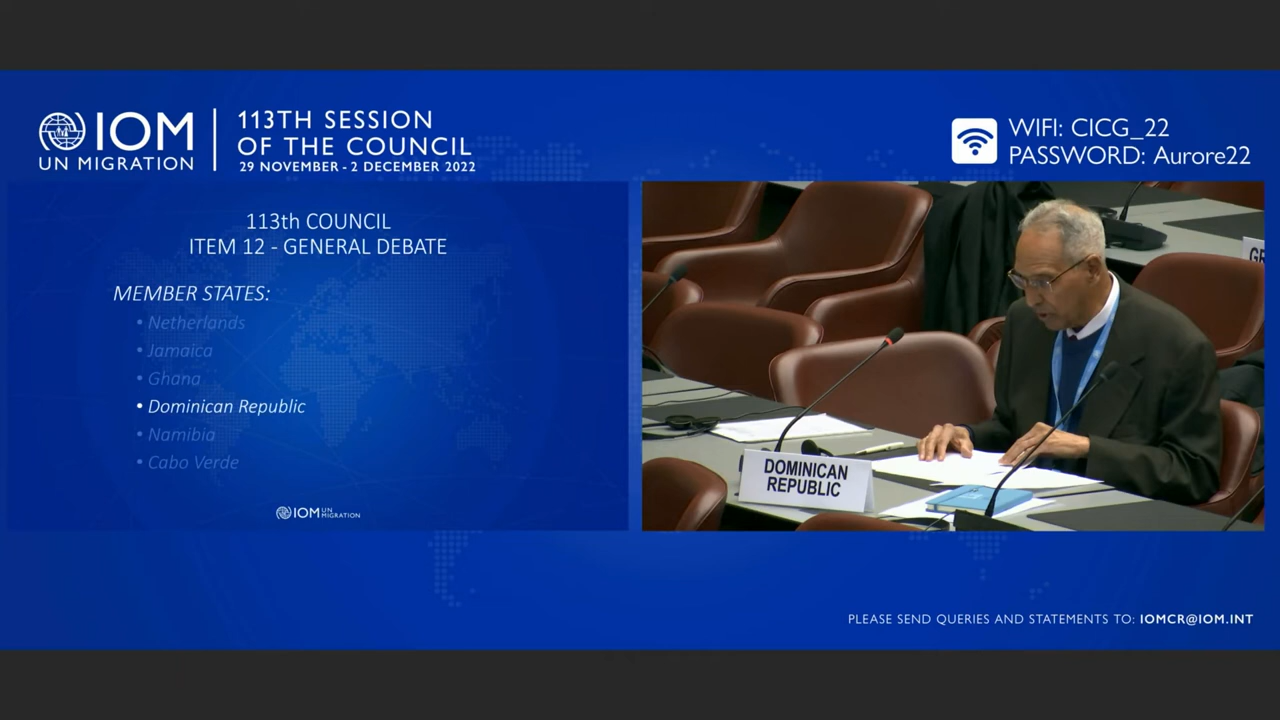 IOM
UN MIGRATION
113TH SESSION
OF THE COUNCIL
29 NOVEMBER - 2 DECEMBER 2022
WIFI: CICG_22
PASSWORD: Aurore22
113th COUNCIL
ITEM 12 - GENERAL DEBATE
MEMBER STATES:
• Netherlands
• Jamaica
• Ghana
• Dominican Republic
• Namibia
• Cabo Verde
IOM UN MIGRATION
DOMINICAN
REPUBLIC
GR
PLEASE SEND QUERIES AND STATEMENTS TO: IOMCR@IOM.INT